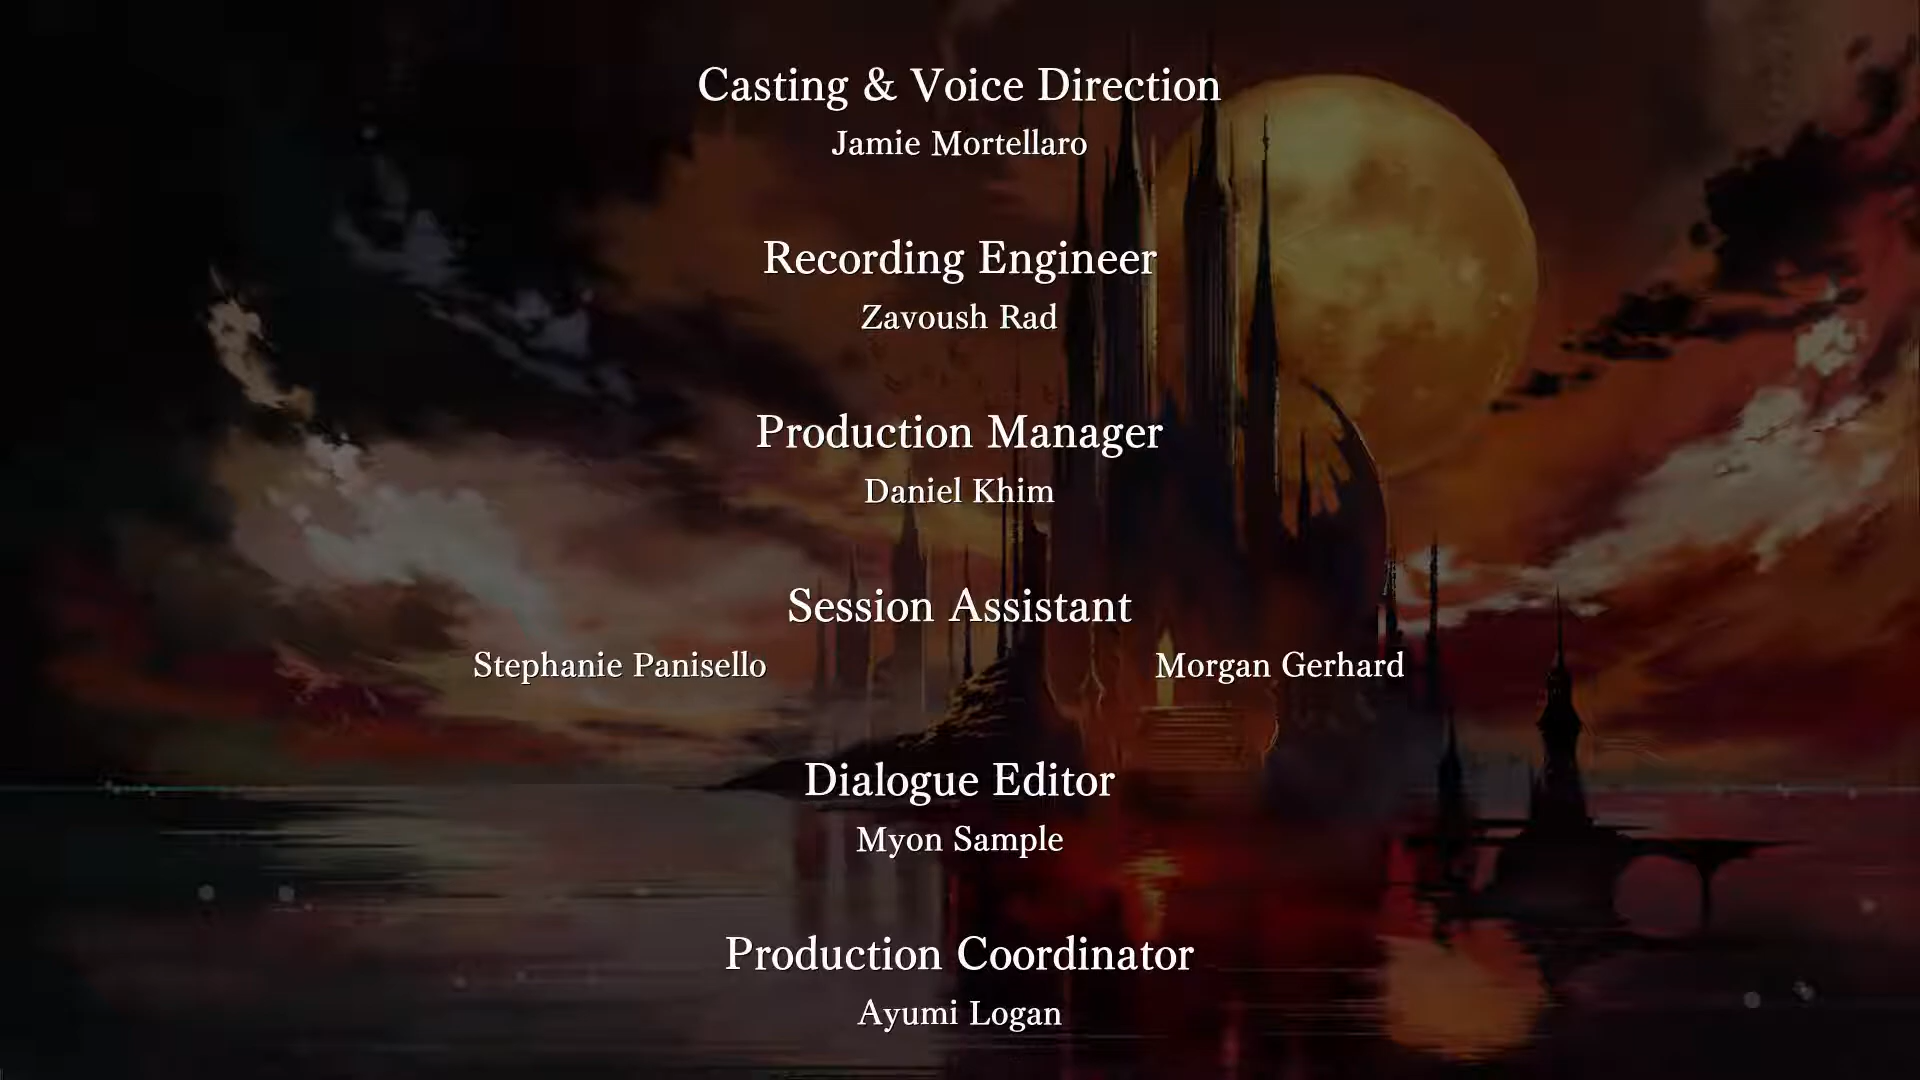 Casting & Voice Direction
Jamie Mortellaro
Recording Engineer
Zavoush Rad
Production Manager
Daniel Khim
Session Assistant
Stephanie Panisello Morgan Gerhard
Dialogue Editor
Myon Sample
Production Coordinator
Ayumi Logan